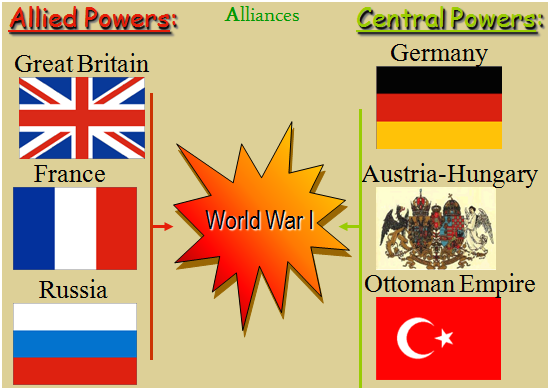 Allied Powers:
Alliances
Central Powers:
Great Britain
Germany
France
Austria-Hungary
World War I
Russia
Ottoman Empire